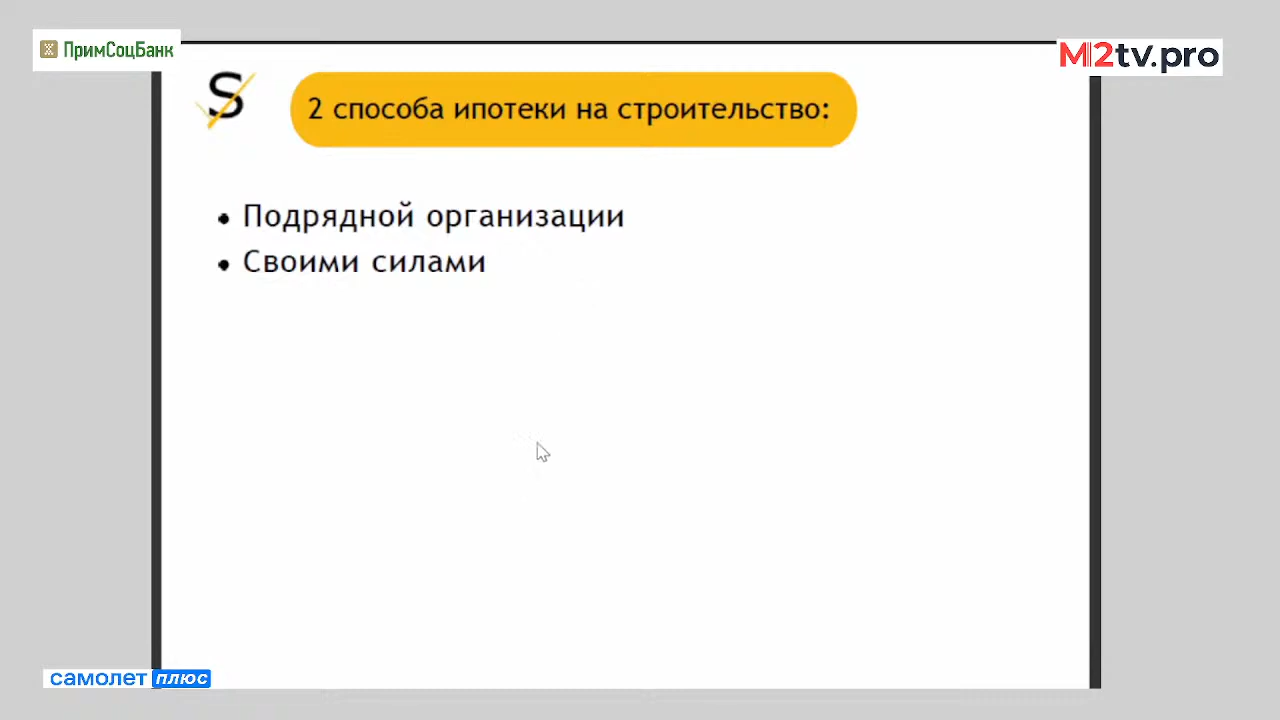 ПримСоцБанк
M2tv.pro
S
2 способа ипотеки на строительство:
• Подрядной организации
• Своими силами
самолет плюс